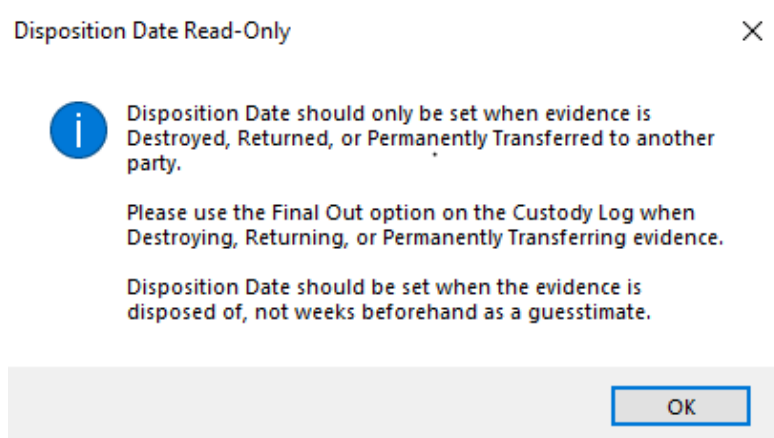 Disposition Date Read-Only
Disposition Date should only be set when evidence is
Destroyed, Returned, or Permanently Transferred to another
party.
Please use the Final Out option on the Custody Log when
Destroying, Returning, or Permanently Transferring evidence.
Disposition Date should be set when the evidence is
disposed of, not weeks beforehand as a guesstimate.
OK